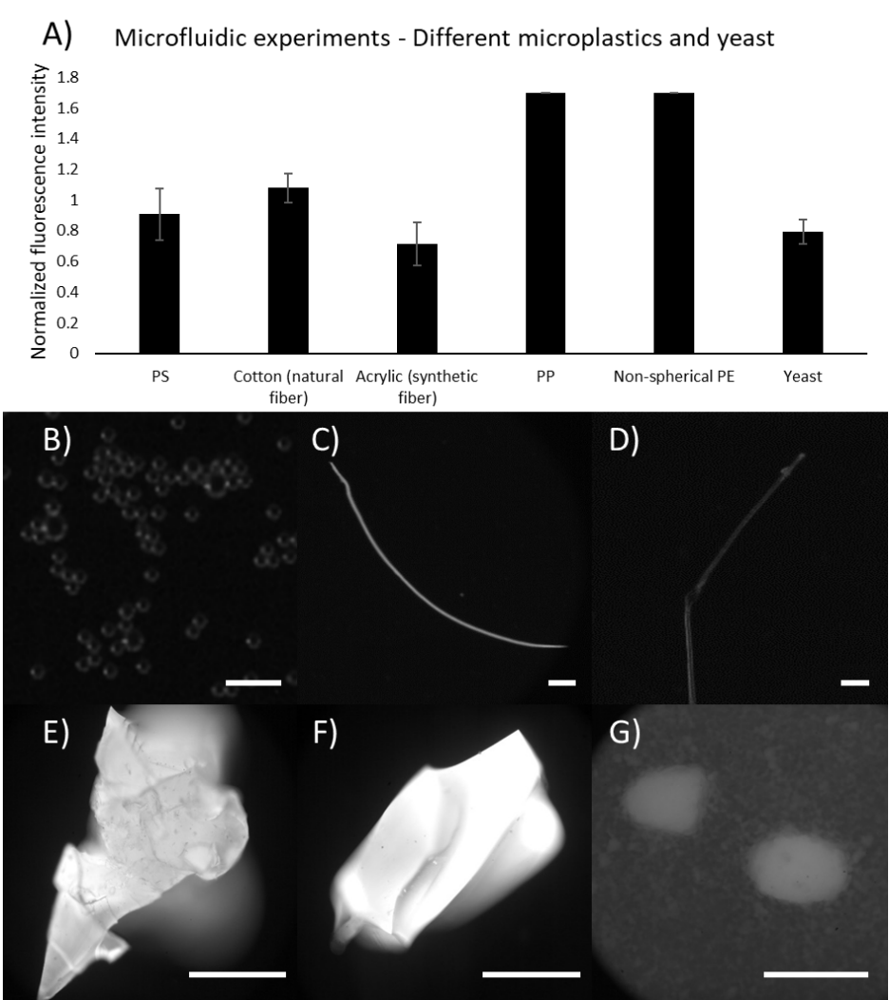 A) Microfluidic experiments - Different microplastics and yeast
Normalized fluorescence intensity
1.8
1.6
1.4
1.2
1
0.8
0.6
0.4
0.2
0
PS
Cotton (natural fiber)
Acrylic (synthetic fiber)
PP
Non-spherical PE
Yeast
B)
C)
D)
E)
F)
G)